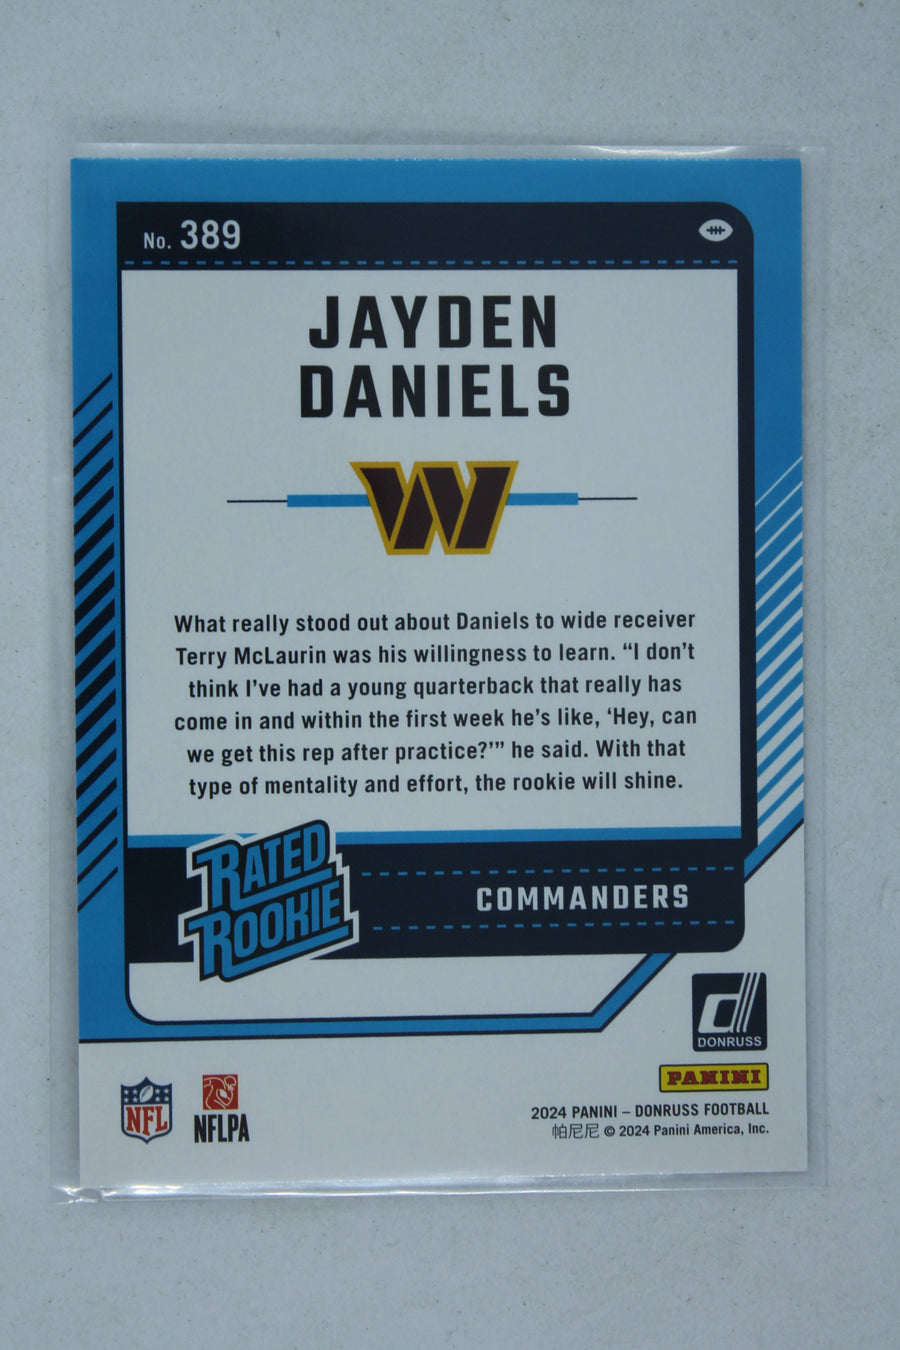 No. 389
JAYDEN
DANIELS
What really stood out about Daniels to wide receiver
Terry McLaurin was his willingness to learn. “I don’t
think I’ve had a young quarterback that really has
come in and within the first week he’s like, ‘Hey, can
we get this rep after practice?’” he said. With that
type of mentality and effort, the rookie will shine.
RATED
ROOKIE
COMMANDERS
DONRUSS
PANINI
NFL
NFLPA
2024 PANINI – DONRUSS FOOTBALL
帕尼尼 © 2024 Panini America, Inc.